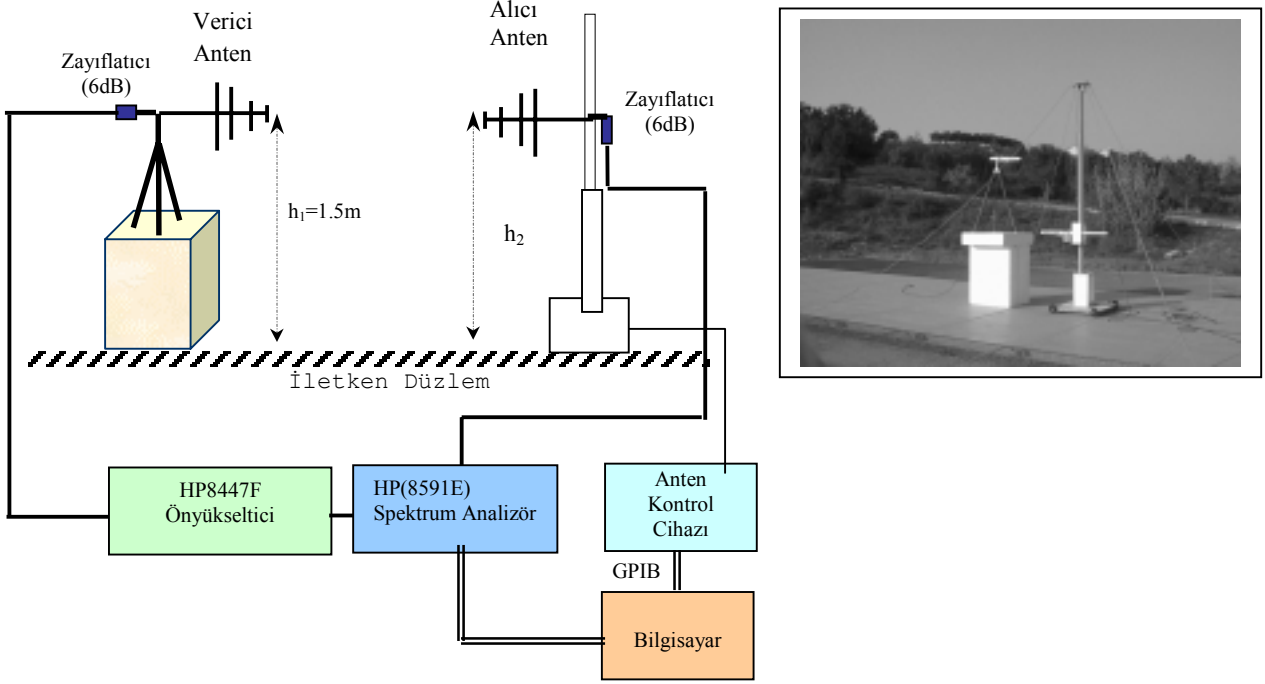 Verici
Anten
Alıcı
Anten
Zayıflatıcı
(6dB)
Zayıflatıcı
(6dB)
h₁=1.5m
h₂
İletken Düzlem
HP8447F
Önyükseltici
HP(8591E)
Spektrum Analizör
Anten
Kontrol
Cihazı
GPIB
Bilgisayar